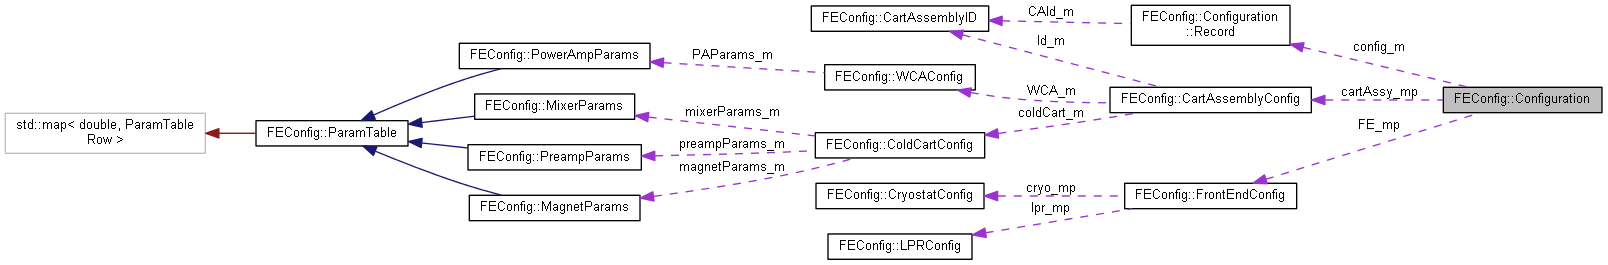 FEConfig::CartAssemblyID
CAId_m
FEConfig::Configuration
::Record
Id_m
config_m
FEConfig::PowerAmpParams
PAParams_m
FEConfig::WCAConfig
WCA_m
FEConfig::CartAssemblyConfig
cartAssy_mp
FEConfig::Configuration
FEConfig::MixerParams
mixerParams_m
coldCart_m
std::map< double, ParamTable
Row >
FEConfig::ParamTable
FE_mp
FEConfig::PreampParams
preampParams_m
FEConfig::ColdCartConfig
magnetParams_m
FEConfig::MagnetParams
FEConfig::CryostatConfig
cryo_mp
FEConfig::FrontEndConfig
lpr_mp
FEConfig::LPRConfig